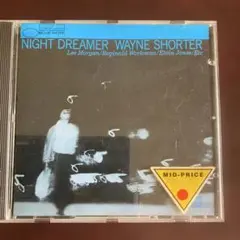 NIGHT DREAMER WAYNE SHORTER
Lee Morgan/Reginald Workman/Elvin Jones/Etc
MID-PRICE